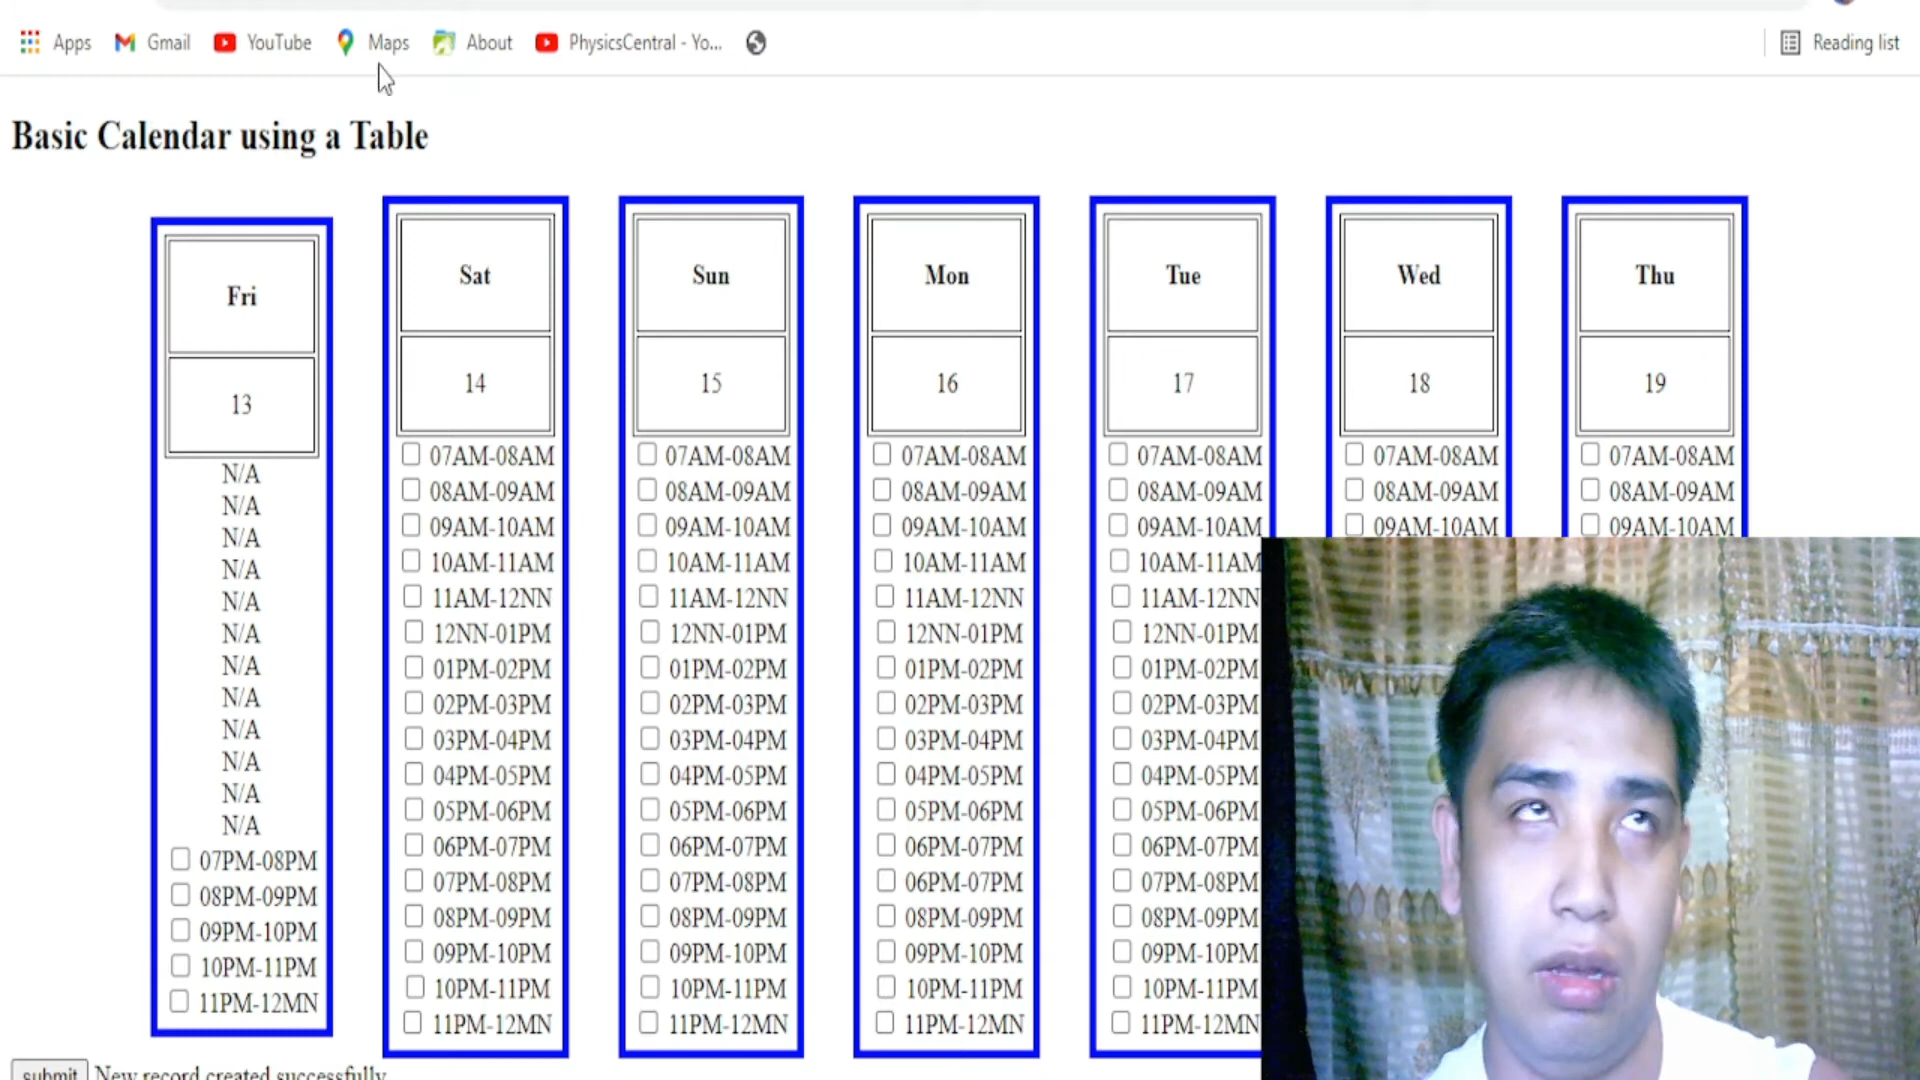 Apps
Gmail
YouTube
Maps
About
PhysicsCentral - Yo...
Reading list
Basic Calendar using a Table
Fri
13
N/A
N/A
N/A
N/A
N/A
N/A
N/A
N/A
N/A
N/A
N/A
N/A
07PM-08PM
08PM-09PM
09PM-10PM
10PM-11PM
11PM-12MN
Sat
14
07AM-08AM
08AM-09AM
09AM-10AM
10AM-11AM
11AM-12NN
12NN-01PM
01PM-02PM
02PM-03PM
03PM-04PM
04PM-05PM
05PM-06PM
06PM-07PM
07PM-08PM
08PM-09PM
09PM-10PM
10PM-11PM
11PM-12MN
Sun
15
07AM-08AM
08AM-09AM
09AM-10AM
10AM-11AM
11AM-12NN
12NN-01PM
01PM-02PM
02PM-03PM
03PM-04PM
04PM-05PM
05PM-06PM
06PM-07PM
07PM-08PM
08PM-09PM
09PM-10PM
10PM-11PM
11PM-12MN
Mon
16
07AM-08AM
08AM-09AM
09AM-10AM
10AM-11AM
11AM-12NN
12NN-01PM
01PM-02PM
02PM-03PM
03PM-04PM
04PM-05PM
05PM-06PM
06PM-07PM
06PM-07PM
08PM-09PM
09PM-10PM
10PM-11PM
11PM-12MN
Tue
17
07AM-08AM
08AM-09AM
09AM-10AM
10AM-11AM
11AM-12NN
12NN-01PM
01PM-02PM
02PM-03PM
03PM-04PM
04PM-05PM
05PM-06PM
06PM-07PM
07PM-08PM
08PM-09PM
09PM-10PM
10PM-11PM
11PM-12MN
Wed
18
07AM-08AM
08AM-09AM
09AM-10AM
Thu
19
07AM-08AM
08AM-09AM
09AM-10AM
submit New record created successfully